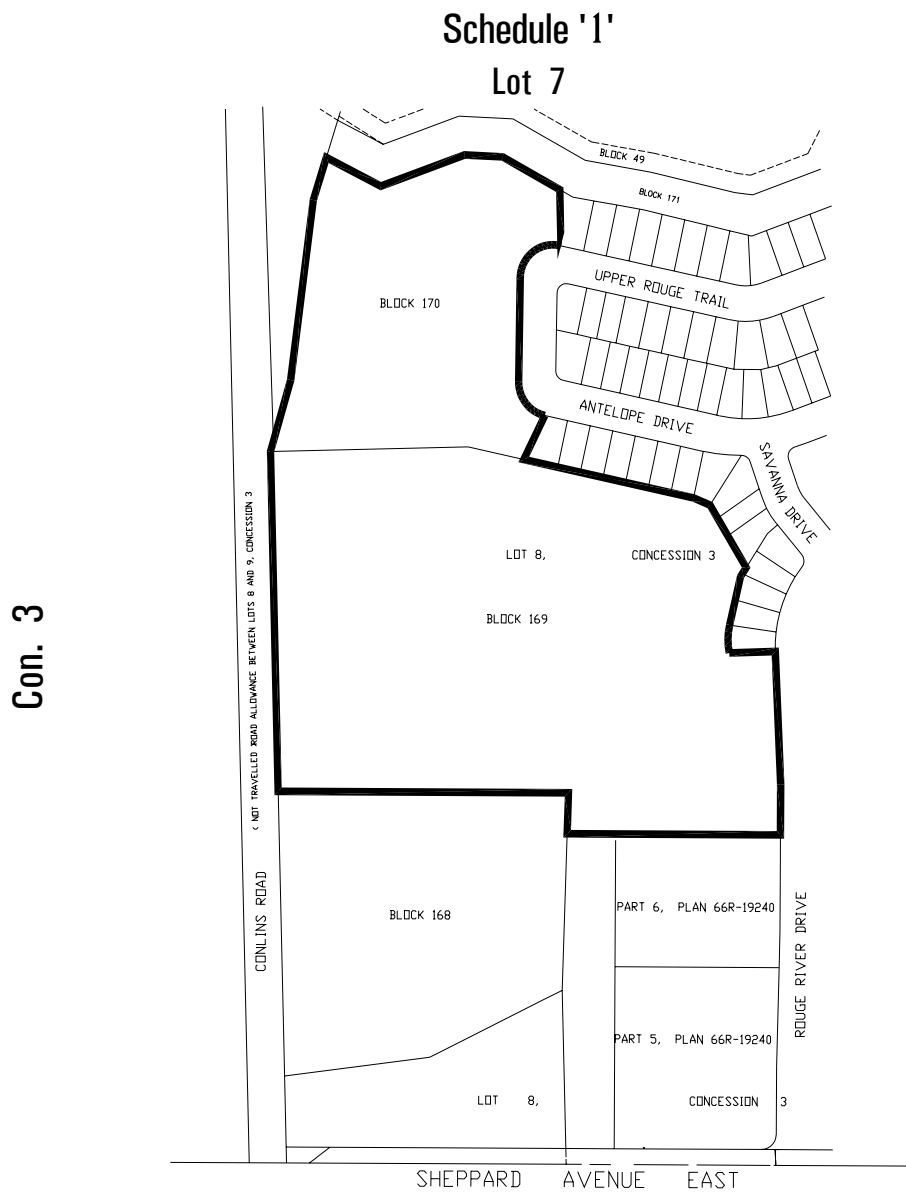 Schedule '1'
Lot 7
BLOCK 49
BLOCK 171
UPPER ROUGE TRAIL
BLOCK 170
ANTELOPE DRIVE
SAVANNA DRIVE
LOT 8, CONCESSION 3
BLOCK 169
( NOT TRAVELLED ROAD ALLOWANCE BETWEEN LOTS 8 AND 9, CONCESSION 3
Con. 3
CONLINS ROAD
BLOCK 168
PART 6, PLAN 66R-19240
ROUGE RIVER DRIVE
PART 5, PLAN 66R-19240
LOT 8, CONCESSION 3
SHEPPARD AVENUE EAST